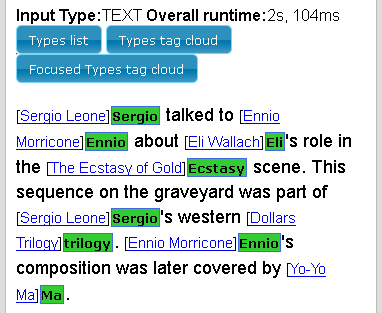 Input Type:TEXT Overall runtime:2s, 104ms
Types list Types tag cloud
Focused Types tag cloud
[Sergio Leone] Sergio talked to [Ennio
Morricone] Ennio about [Eli Wallach] Eli's role in
the [The Ecstasy of Gold] Ecstasy scene. This
sequence on the graveyard was part of
[Sergio Leone] Sergio's western [Dollars
Trilogy] trilogy. [Ennio Morricone] Ennio's
composition was later covered by [Yo-Yo
Ma] Ma.